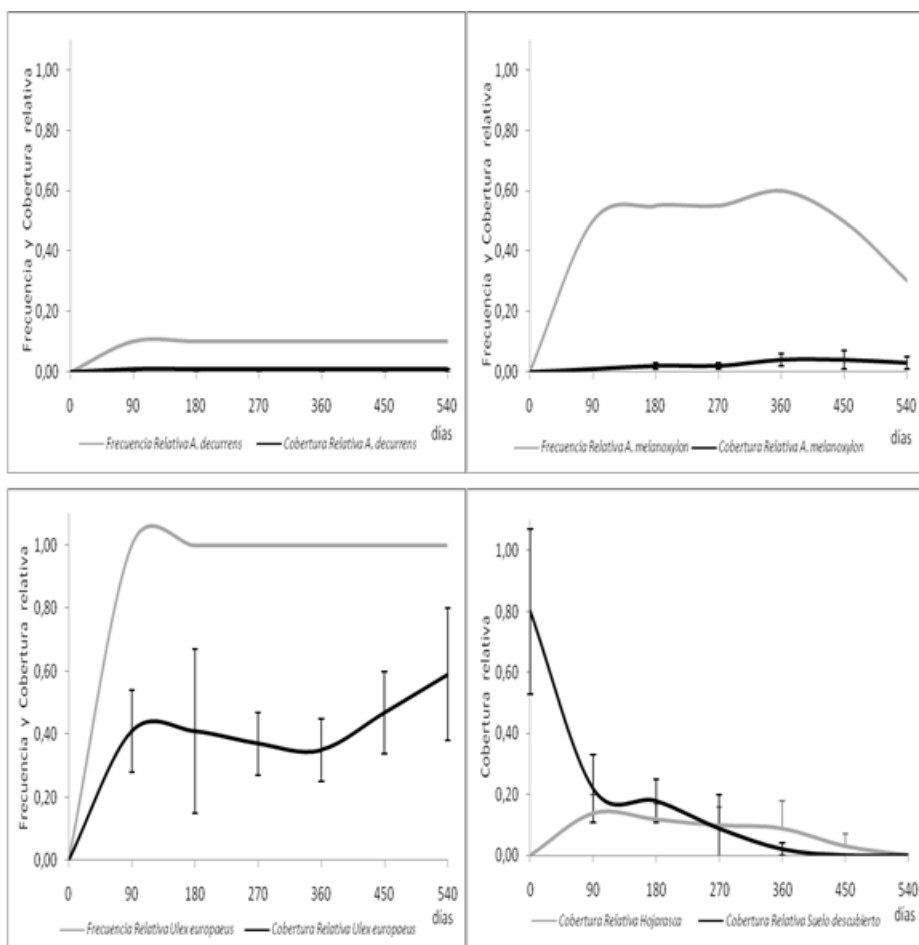 Frecuencia y Cobertura relativa
1,00
0,80
0,60
0,40
0,20
0,00
0 90 180 270 360 450 540
días
Frecuencia Relativa A. decurrens Cobertura Relativa A. decurrens
Frecuencia y Cobertura relativa
1,00
0,80
0,60
0,40
0,20
0,00
0 90 180 270 360 450 540
días
Frecuencia Relativa A. melanoxylon Cobertura Relativa A. melanoxylon
Frecuencia y Cobertura relativa
1,00
0,80
0,60
0,40
0,20
0,00
0 90 180 270 360 450 540
días
Frecuencia Relativa Ulex europaeus Cobertura Relativa Ulex europaeus
Cobertura relativa
1,00
0,80
0,60
0,40
0,20
0,00
0 90 180 270 360 450 540
días
Cobertura Relativa Hojarasca Cobertura Relativa Suelo descubierto